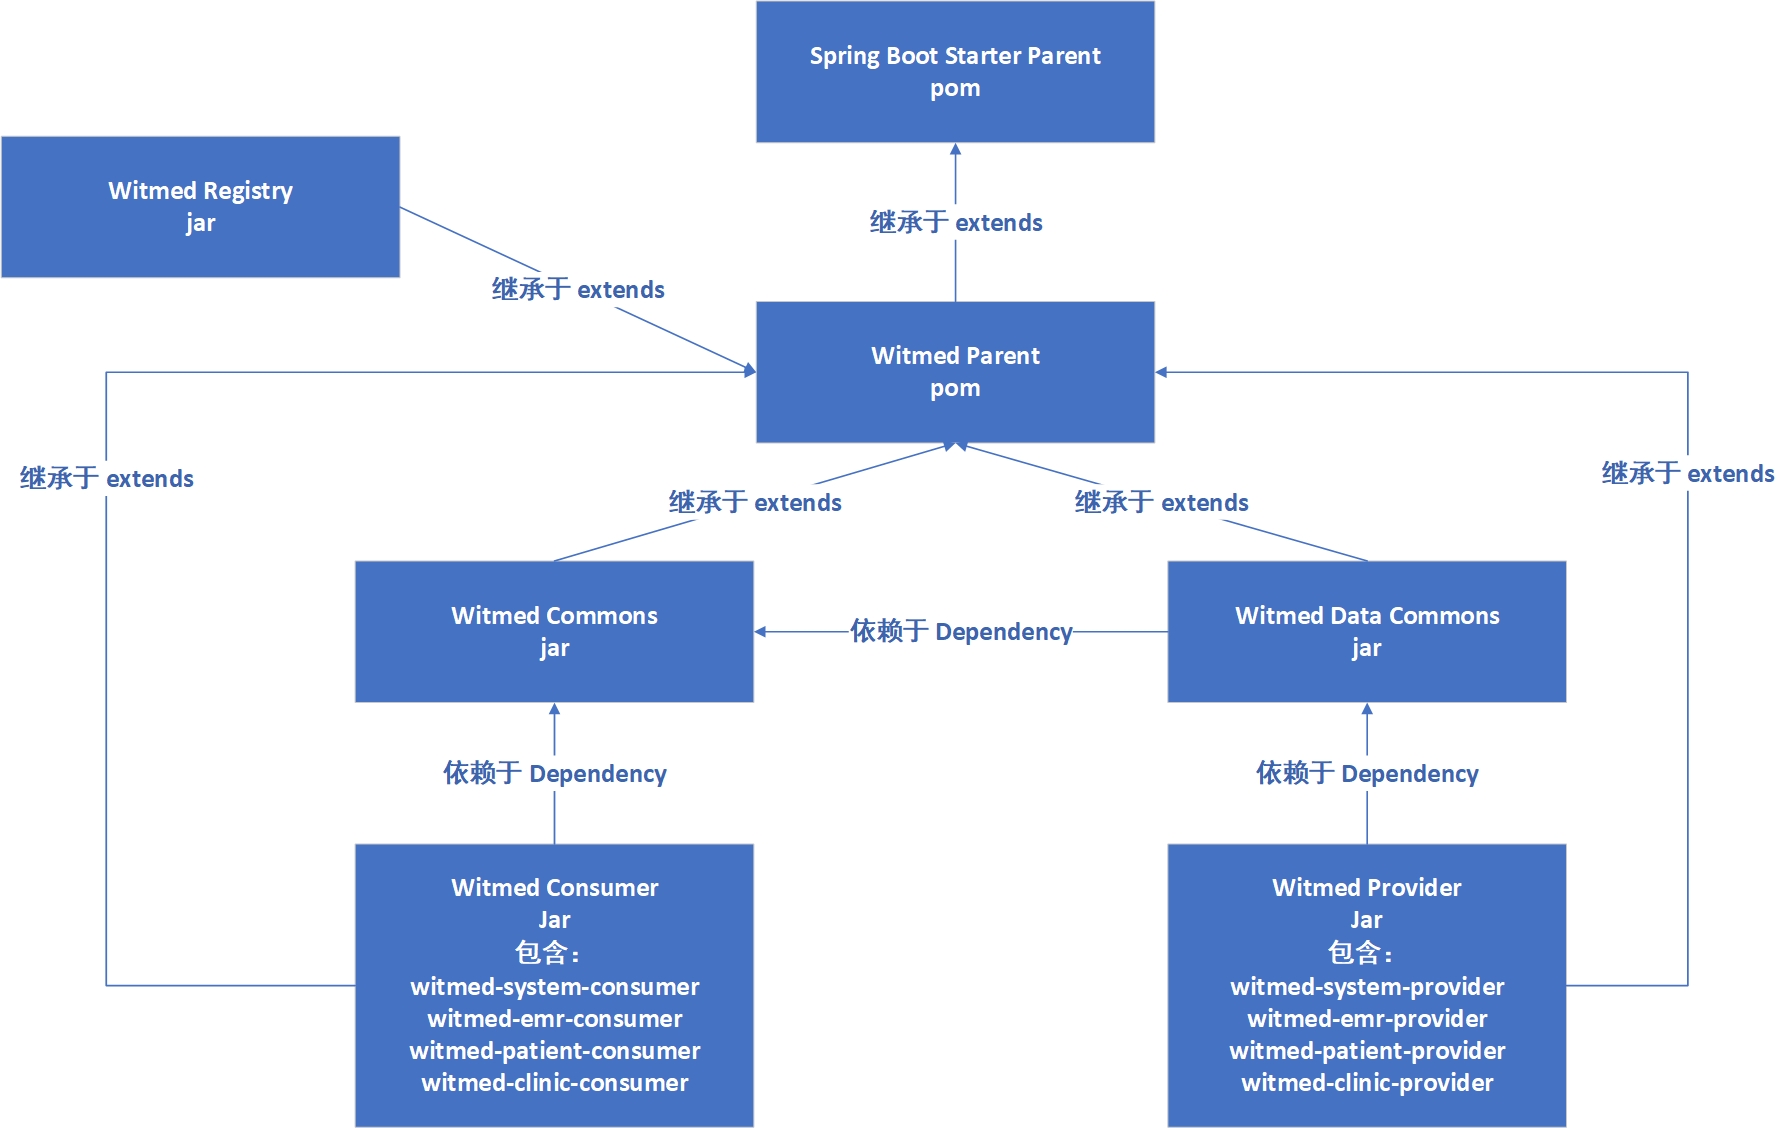 Spring Boot Starter Parent
pom
Witmed Registry
jar
继承于 extends
继承于 extends
Witmed Parent
pom
继承于 extends
继承于 extends
继承于 extends
继承于 extends
Witmed Commons
jar
依赖于 Dependency
Witmed Data Commons
jar
依赖于 Dependency
依赖于 Dependency
Witmed Consumer
Jar
包含：
witmed-system-consumer
witmed-emr-consumer
witmed-patient-consumer
witmed-clinic-consumer
Witmed Provider
Jar
包含：
witmed-system-provider
witmed-emr-provider
witmed-patient-provider
witmed-clinic-provider